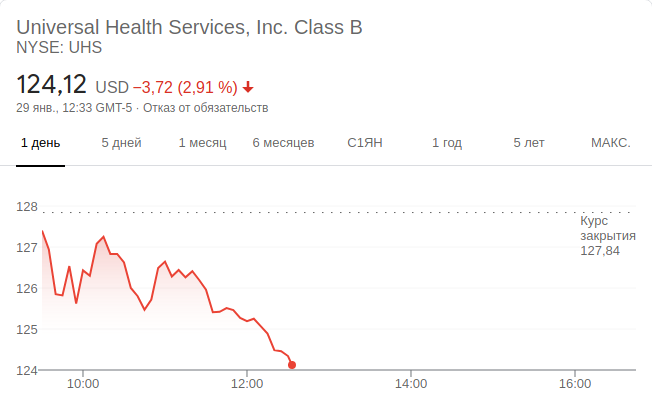 Universal Health Services, Inc. Class B
NYSE: UHS
124,12 USD −3,72 (2,91 %) ↓
29 янв., 12:33 GMT-5 · Отказ от обязательств
1 день 5 дней 1 месяц 6 месяцев С1ЯН 1 год 5 лет МАКС.
128
Курс
закрытия
127,84
127
126
125
124
10:00 12:00 14:00 16:00